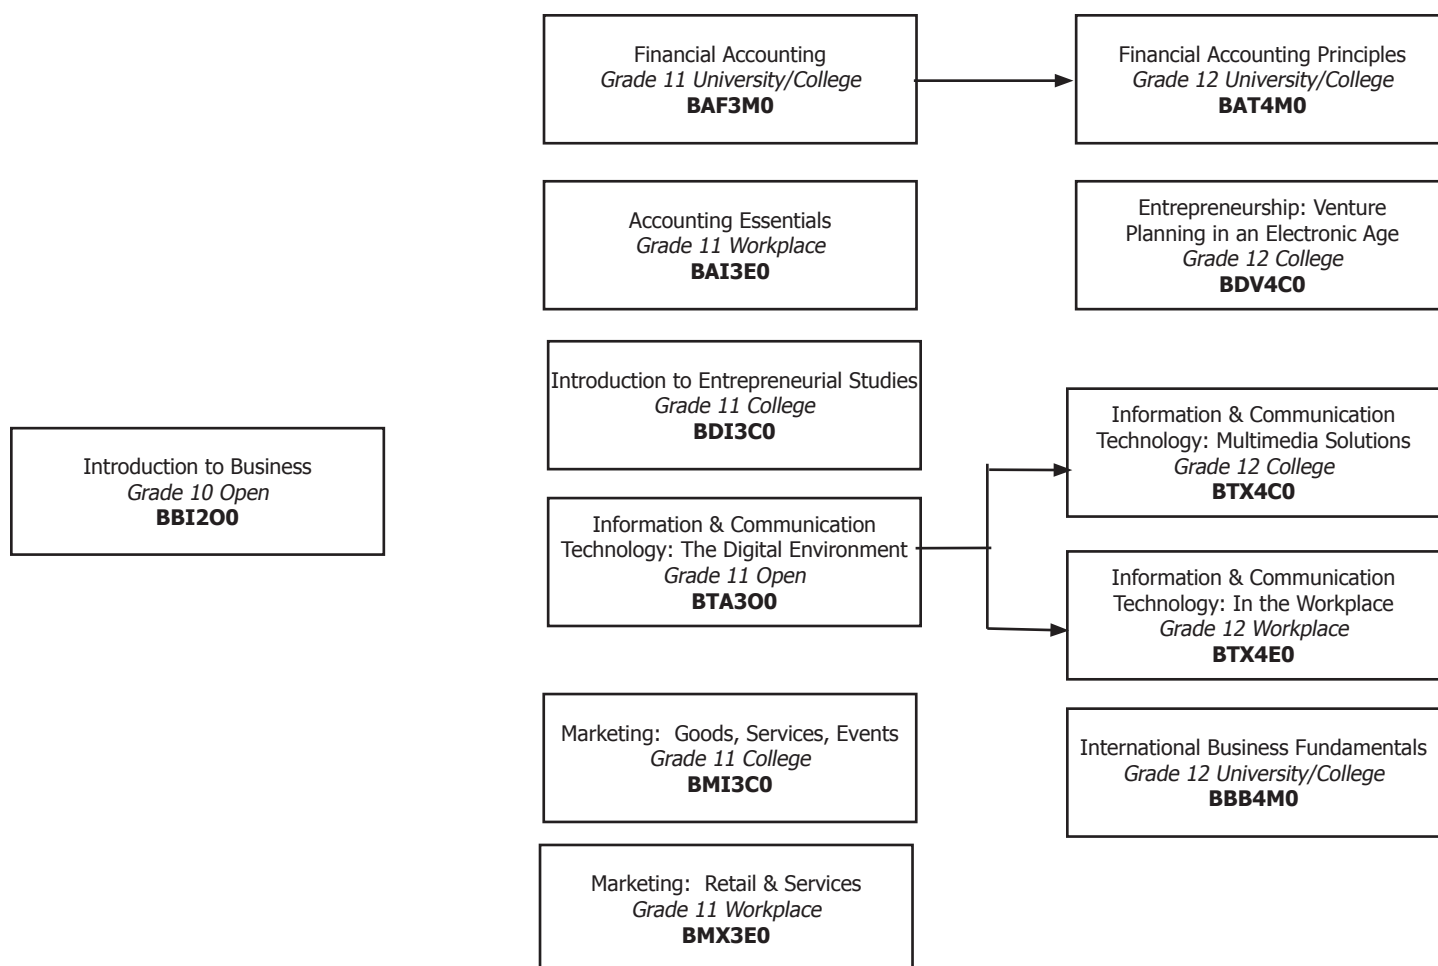 Financial Accounting
Grade 11 University/College
BAF3M0
Financial Accounting Principles
Grade 12 University/College
BAT4M0
Accounting Essentials
Grade 11 Workplace
BAI3E0
Entrepreneurship: Venture
Planning in an Electronic Age
Grade 12 College
BDV4C0
Introduction to Entrepreneurial Studies
Grade 11 College
BDI3C0
Information & Communication
Technology: Multimedia Solutions
Grade 12 College
BTX4C0
Introduction to Business
Grade 10 Open
BBI2O0
Information & Communication
Technology: The Digital Environment
Grade 11 Open
BTA3O0
Information & Communication
Technology: In the Workplace
Grade 12 Workplace
BTX4E0
Marketing:  Goods, Services, Events
Grade 11 College
BMI3C0
International Business Fundamentals
Grade 12 University/College
BBB4M0
Marketing:  Retail & Services
Grade 11 Workplace
BMX3E0